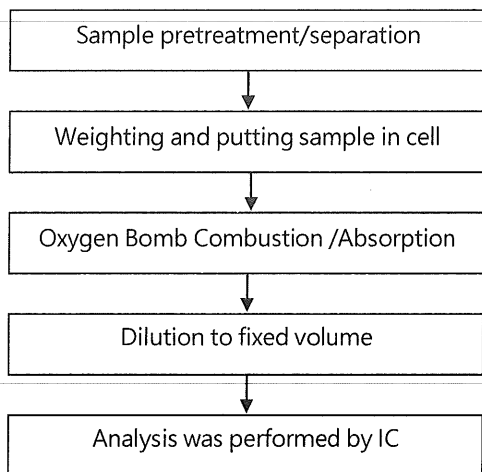 Sample pretreatment/separation
Weighting and putting sample in cell
Oxygen Bomb Combustion /Absorption
Dilution to fixed volume
Analysis was performed by IC